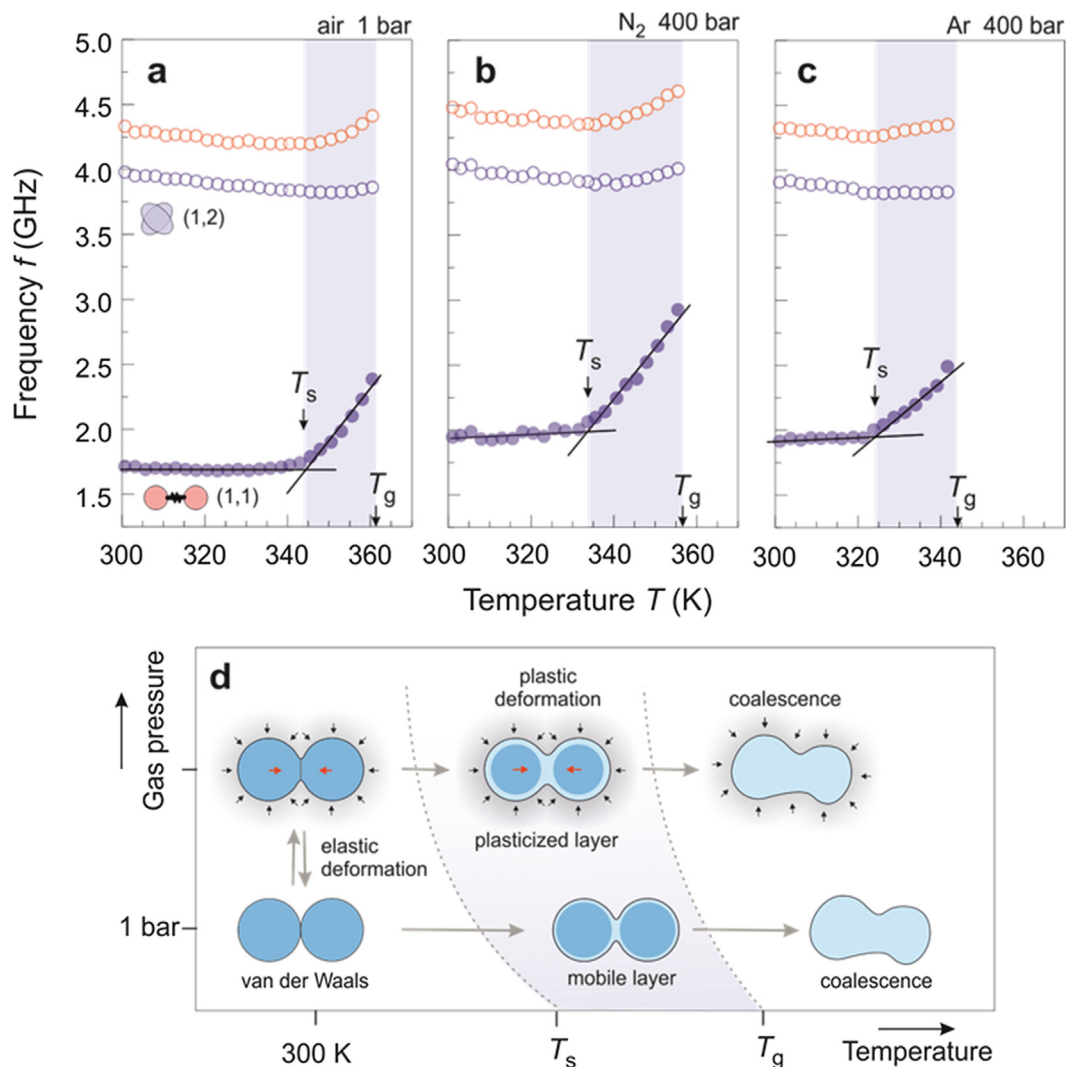 air 1 bar
N2 400 bar
Ar 400 bar
a
b
c
5.0
4.5
4.0
3.5
3.0
2.5
2.0
1.5
Frequency f (GHz)
(1,2)
(1,1)
Ts
Tg
Ts
Tg
Ts
Tg
300 320 340 360
300 320 340 360
300 320 340 360
Temperature T (K)
d
Gas pressure
1 bar
plastic
deformation
coalescence
plasticized layer
elastic
deformation
van der Waals
mobile layer
coalescence
300 K
Ts
Tg
Temperature